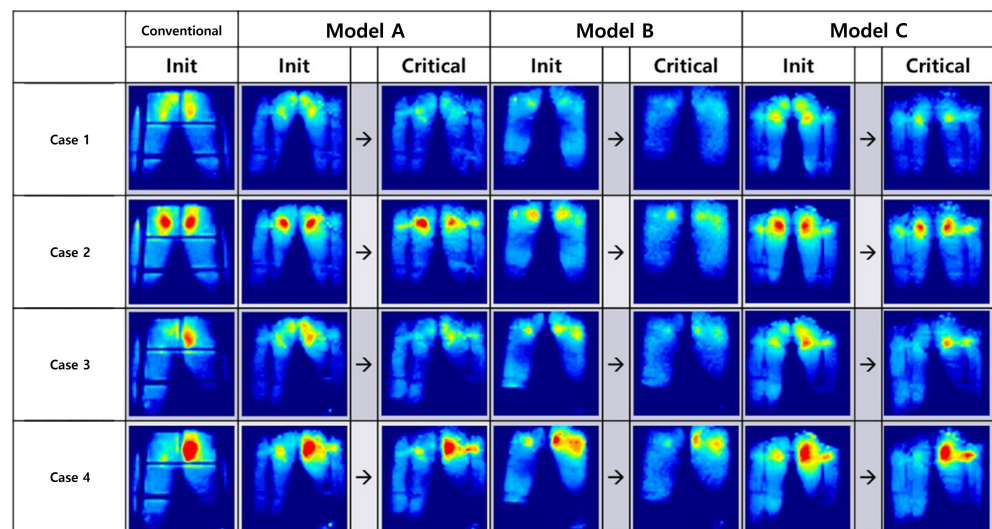 Conventional Model A Model B Model C
Init Init Critical Init Critical Init Critical
Case 1 → → →
Case 2 → → →
Case 3 → → →
Case 4 → → →